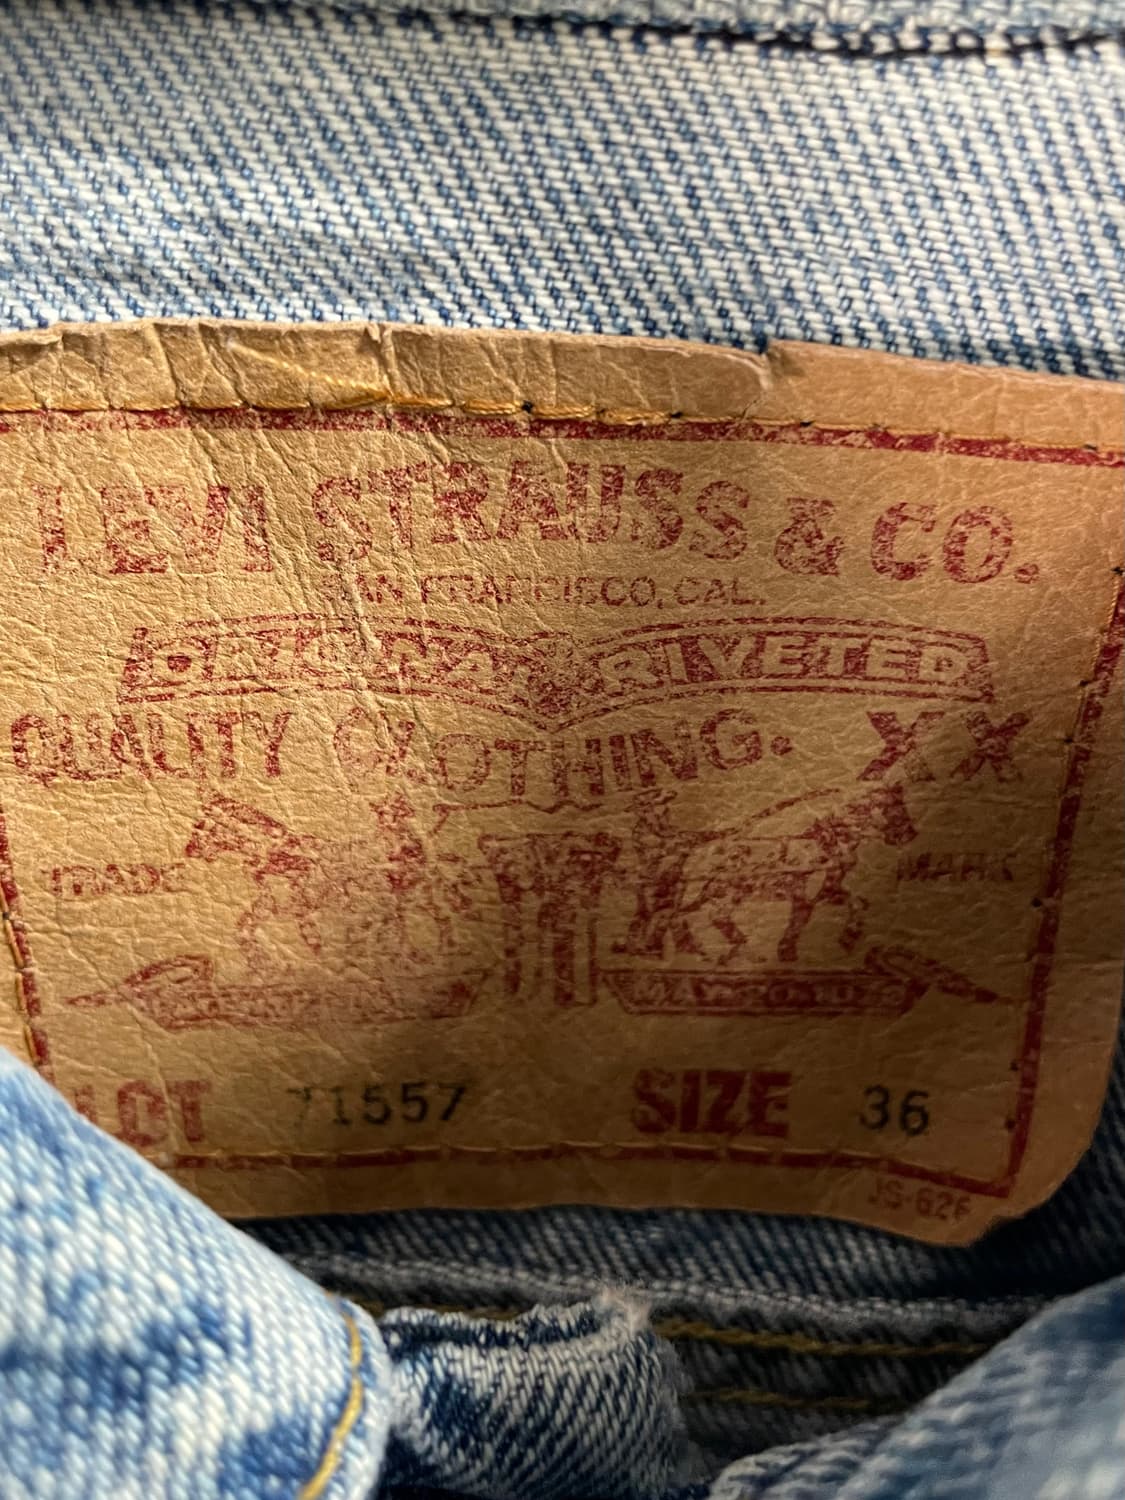 LEVI STRAUSS & CO.
SAN FRANCISCO, CAL.
ORIGINAL RIVETED
QUALITY CLOTHING. XX
TRADE MARK
LOT 71557 SIZE 36
JS-626